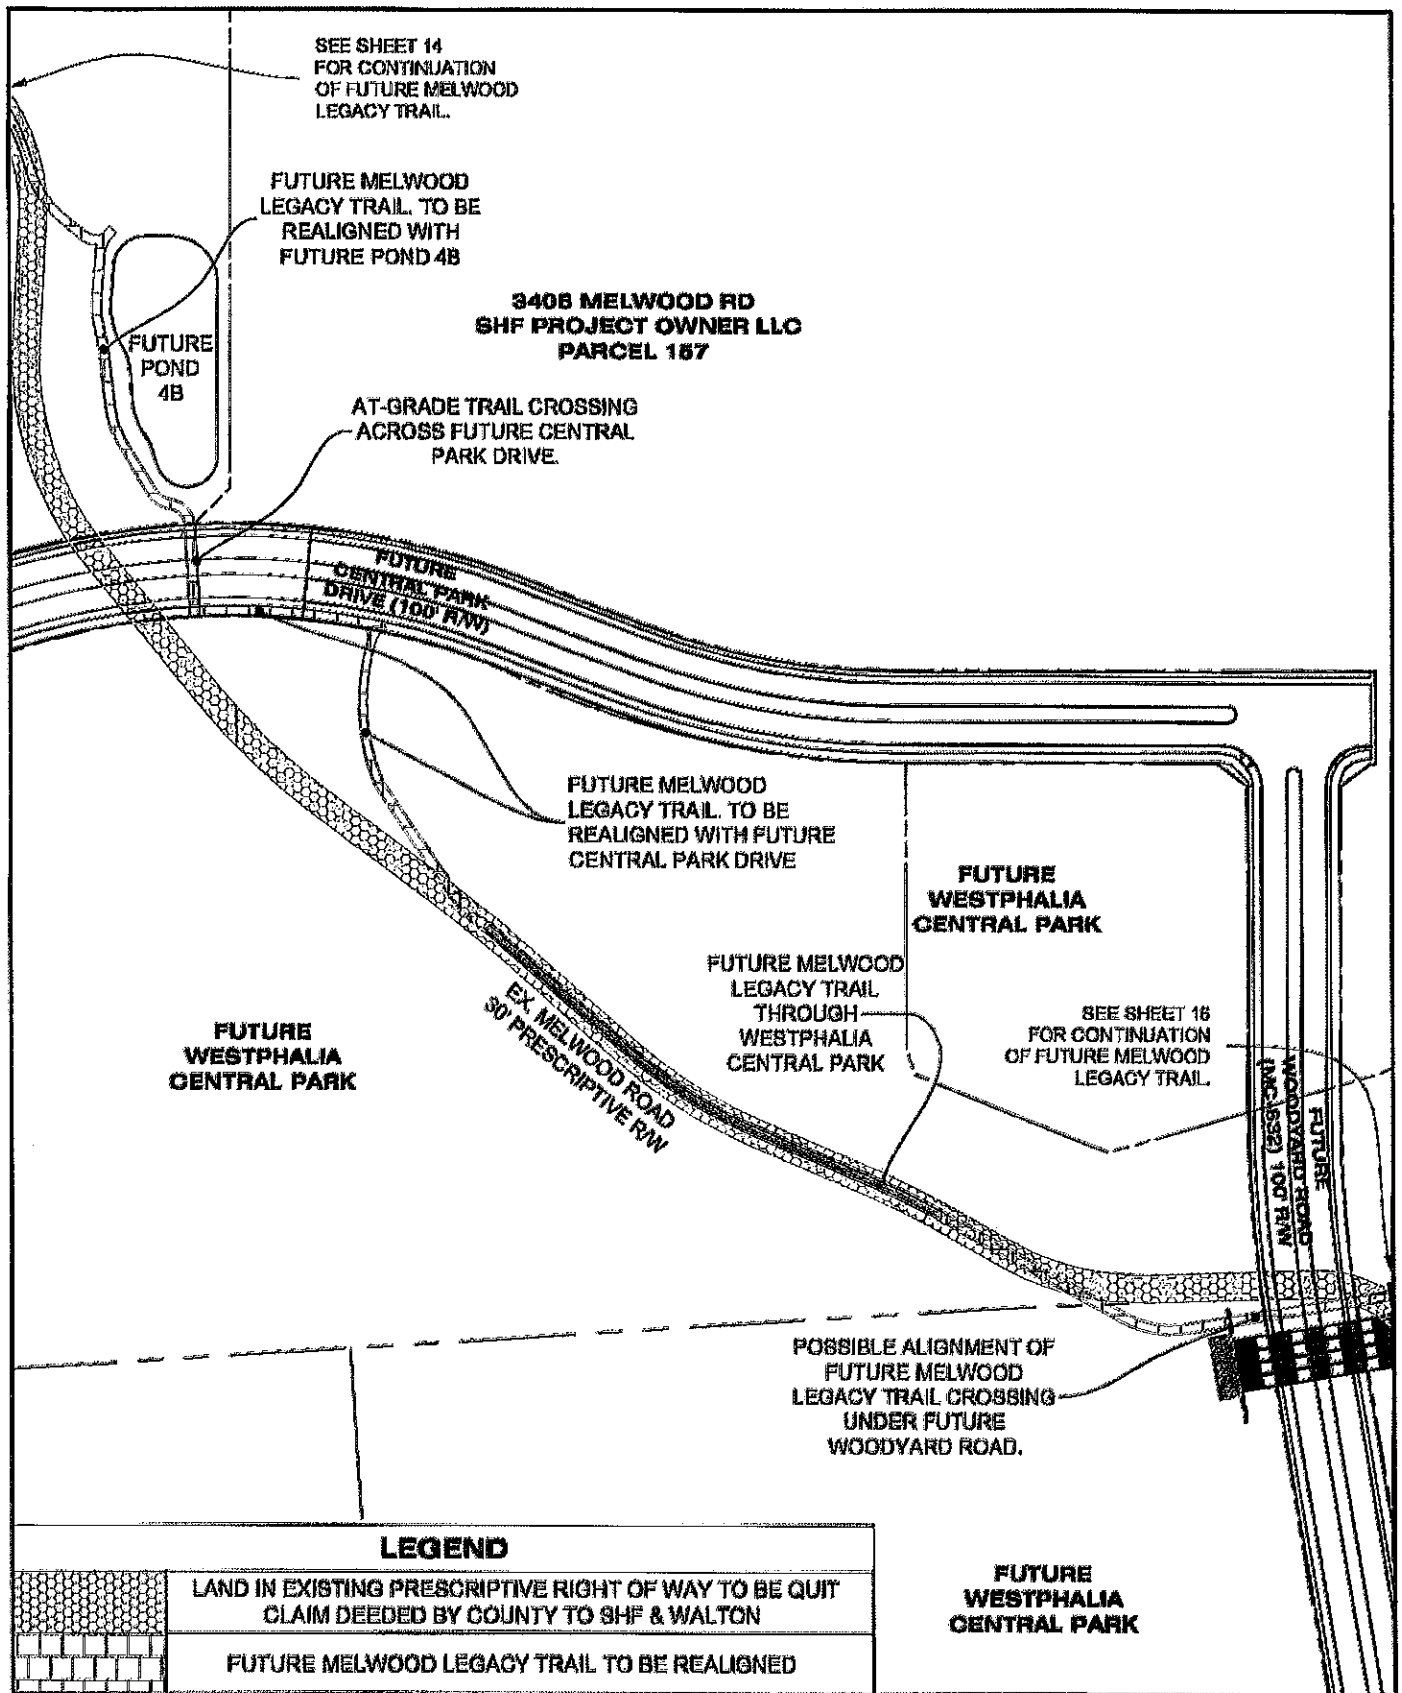 SEE SHEET 14
FOR CONTINUATION
OF FUTURE MELWOOD
LEGACY TRAIL.
FUTURE MELWOOD
LEGACY TRAIL. TO BE
REALIGNED WITH
FUTURE POND 4B
3406 MELWOOD RD
SHF PROJECT OWNER LLC
PARCEL 157
FUTURE
POND
4B
AT-GRADE TRAIL CROSSING
ACROSS FUTURE CENTRAL
PARK DRIVE.
FUTURE
CENTRAL PARK
DRIVE (100' R/W)
FUTURE MELWOOD
LEGACY TRAIL. TO BE
REALIGNED WITH FUTURE
CENTRAL PARK DRIVE
FUTURE
WESTPHALIA
CENTRAL PARK
FUTURE MELWOOD
LEGACY TRAIL
THROUGH
WESTPHALIA
CENTRAL PARK
SEE SHEET 16
FOR CONTINUATION
OF FUTURE MELWOOD
LEGACY TRAIL.
EX. MELWOOD ROAD
30' PRESCRIPTIVE R/W
FUTURE
WESTPHALIA
CENTRAL PARK
FUTURE
WOODYARD ROAD
(MC-632) 100' R/W
POSSIBLE ALIGNMENT OF
FUTURE MELWOOD
LEGACY TRAIL CROSSING
UNDER FUTURE
WOODYARD ROAD.
LEGEND
LAND IN EXISTING PRESCRIPTIVE RIGHT OF WAY TO BE QUIT
CLAIM DEEDED BY COUNTY TO SHF & WALTON
FUTURE MELWOOD LEGACY TRAIL TO BE REALIGNED
FUTURE
WESTPHALIA
CENTRAL PARK